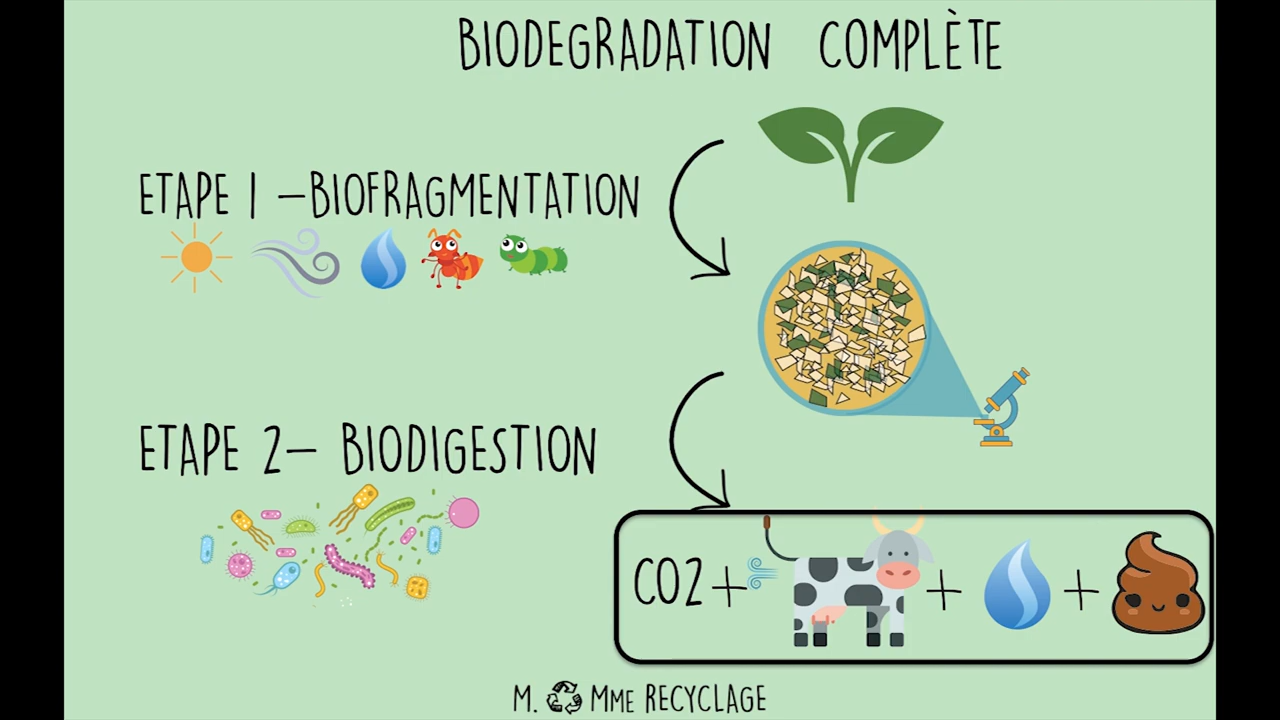 BIODEGRADATION COMPLÈTE
ETAPE 1 – BIOFRAGMENTATION
ETAPE 2– BIODIGESTION
CO2 + + +
M. Mme RECYCLAGE